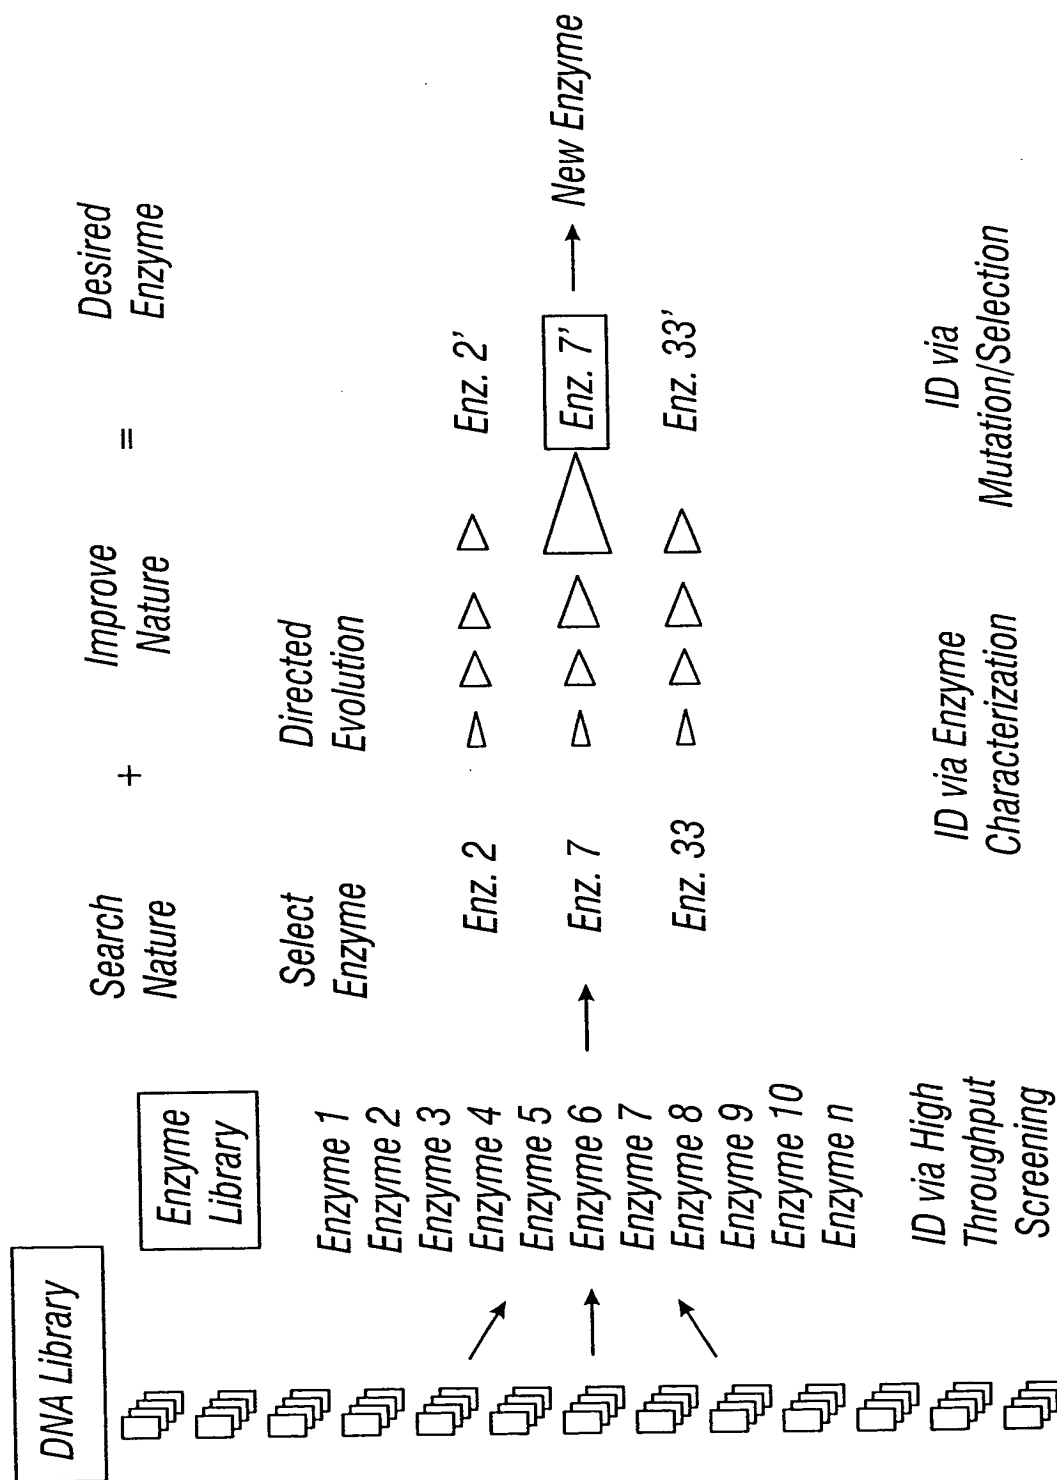 DNA Library
Enzyme
Library
Enzyme 1
Enzyme 2
Enzyme 3
Enzyme 4
Enzyme 5
Enzyme 6
Enzyme 7
Enzyme 8
Enzyme 9
Enzyme 10
Enzyme n
ID via High
Throughput
Screening
Search
Nature
+
Improve
Nature
=
Desired
Enzyme
Select
Enzyme
Directed
Evolution
Enz. 2
Enz. 2'
Enz. 7
Enz. 7'
New Enzyme
Enz. 33
Enz. 33'
ID via Enzyme
Characterization
ID via
Mutation/Selection